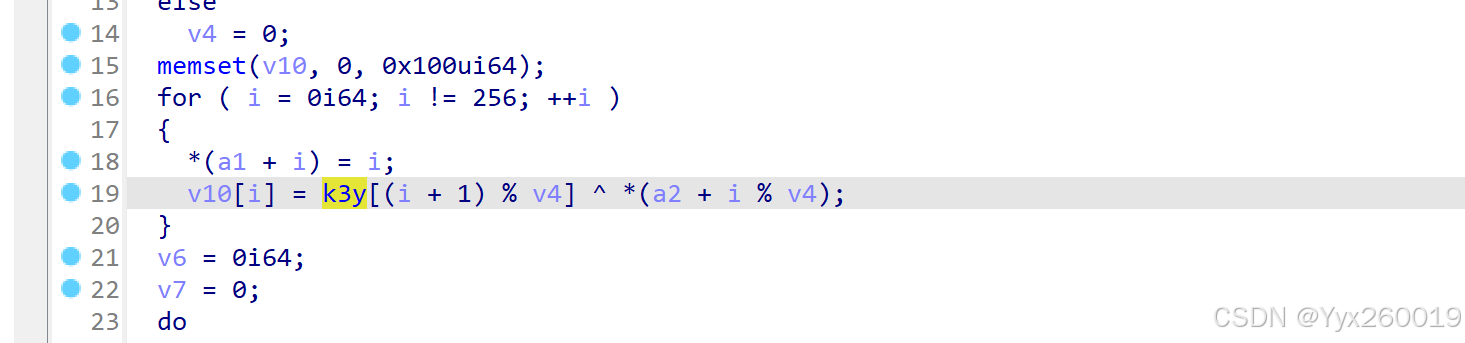 13 else
14 v4 = 0;
15 memset(v10, 0, 0x100ui64);
16 for ( i = 0i64; i != 256; ++i )
17 {
18 *(a1 + i) = i;
19 v10[i] = k3y[(i + 1) % v4] ^ *(a2 + i % v4);
20 }
21 v6 = 0i64;
22 v7 = 0;
23 do
CSDN @Yyx260019